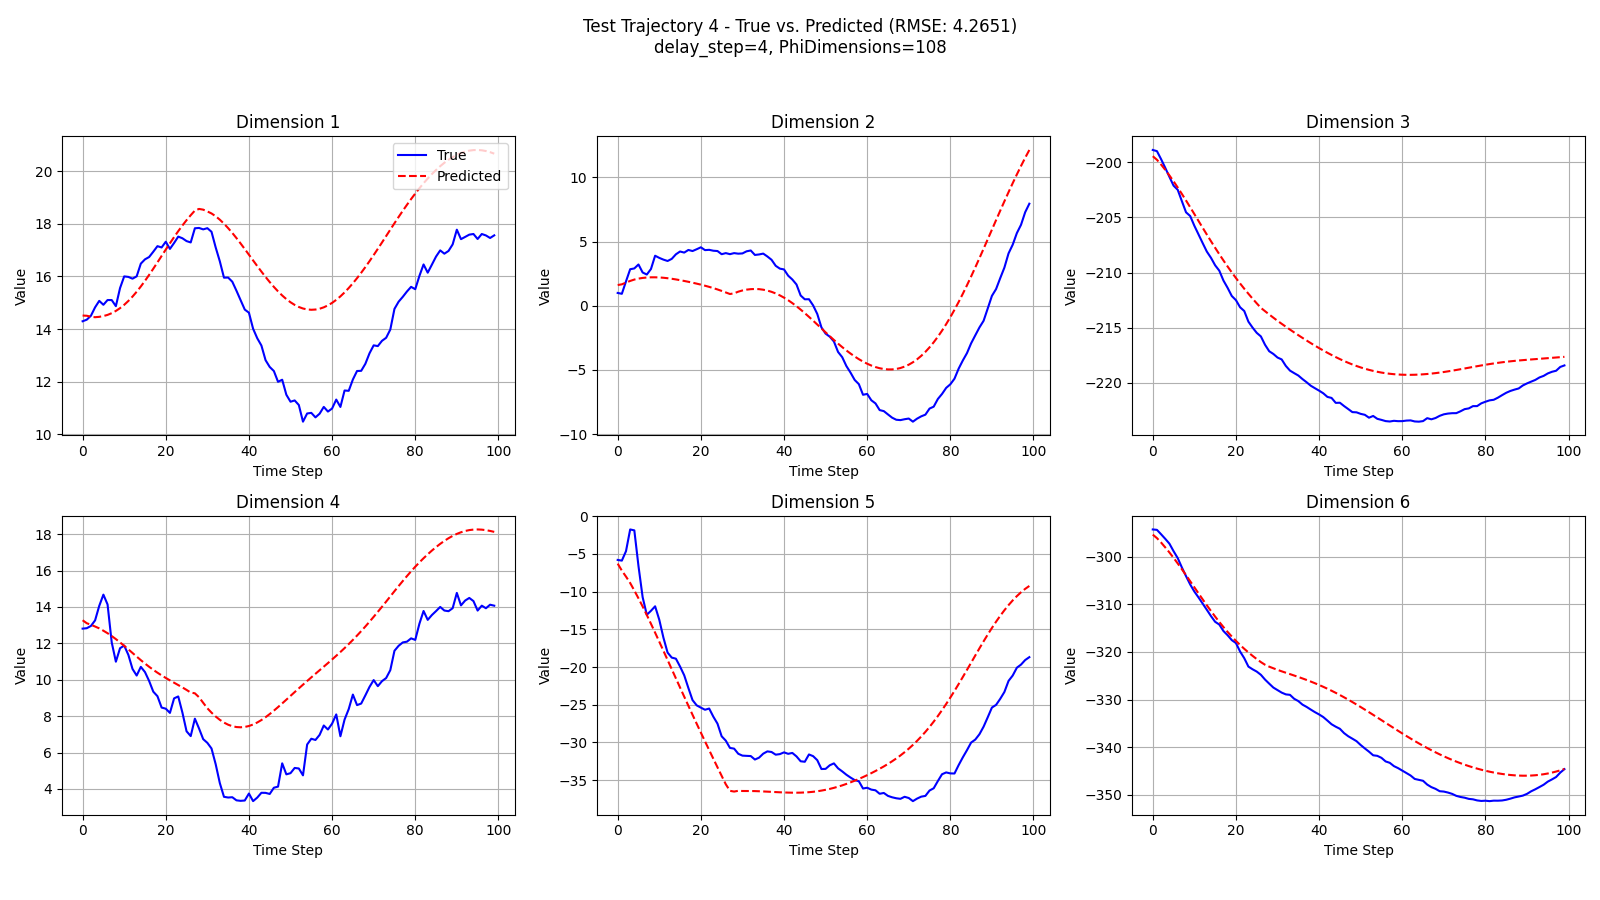 Test Trajectory 4 - True vs. Predicted (RMSE: 4.2651)
delay_step=4, PhiDimensions=108
Dimension 1
Value
20
18
16
14
12
10
0 20 40 60 80 100
Time Step
True
Predicted
Dimension 2
Value
10
5
0
−5
−10
0 20 40 60 80 100
Time Step
Dimension 3
Value
−200
−205
−210
−215
−220
0 20 40 60 80 100
Time Step
Dimension 4
Value
18
16
14
12
10
8
6
4
0 20 40 60 80 100
Time Step
Dimension 5
Value
0
−5
−10
−15
−20
−25
−30
−35
0 20 40 60 80 100
Time Step
Dimension 6
Value
−300
−310
−320
−330
−340
−350
0 20 40 60 80 100
Time Step